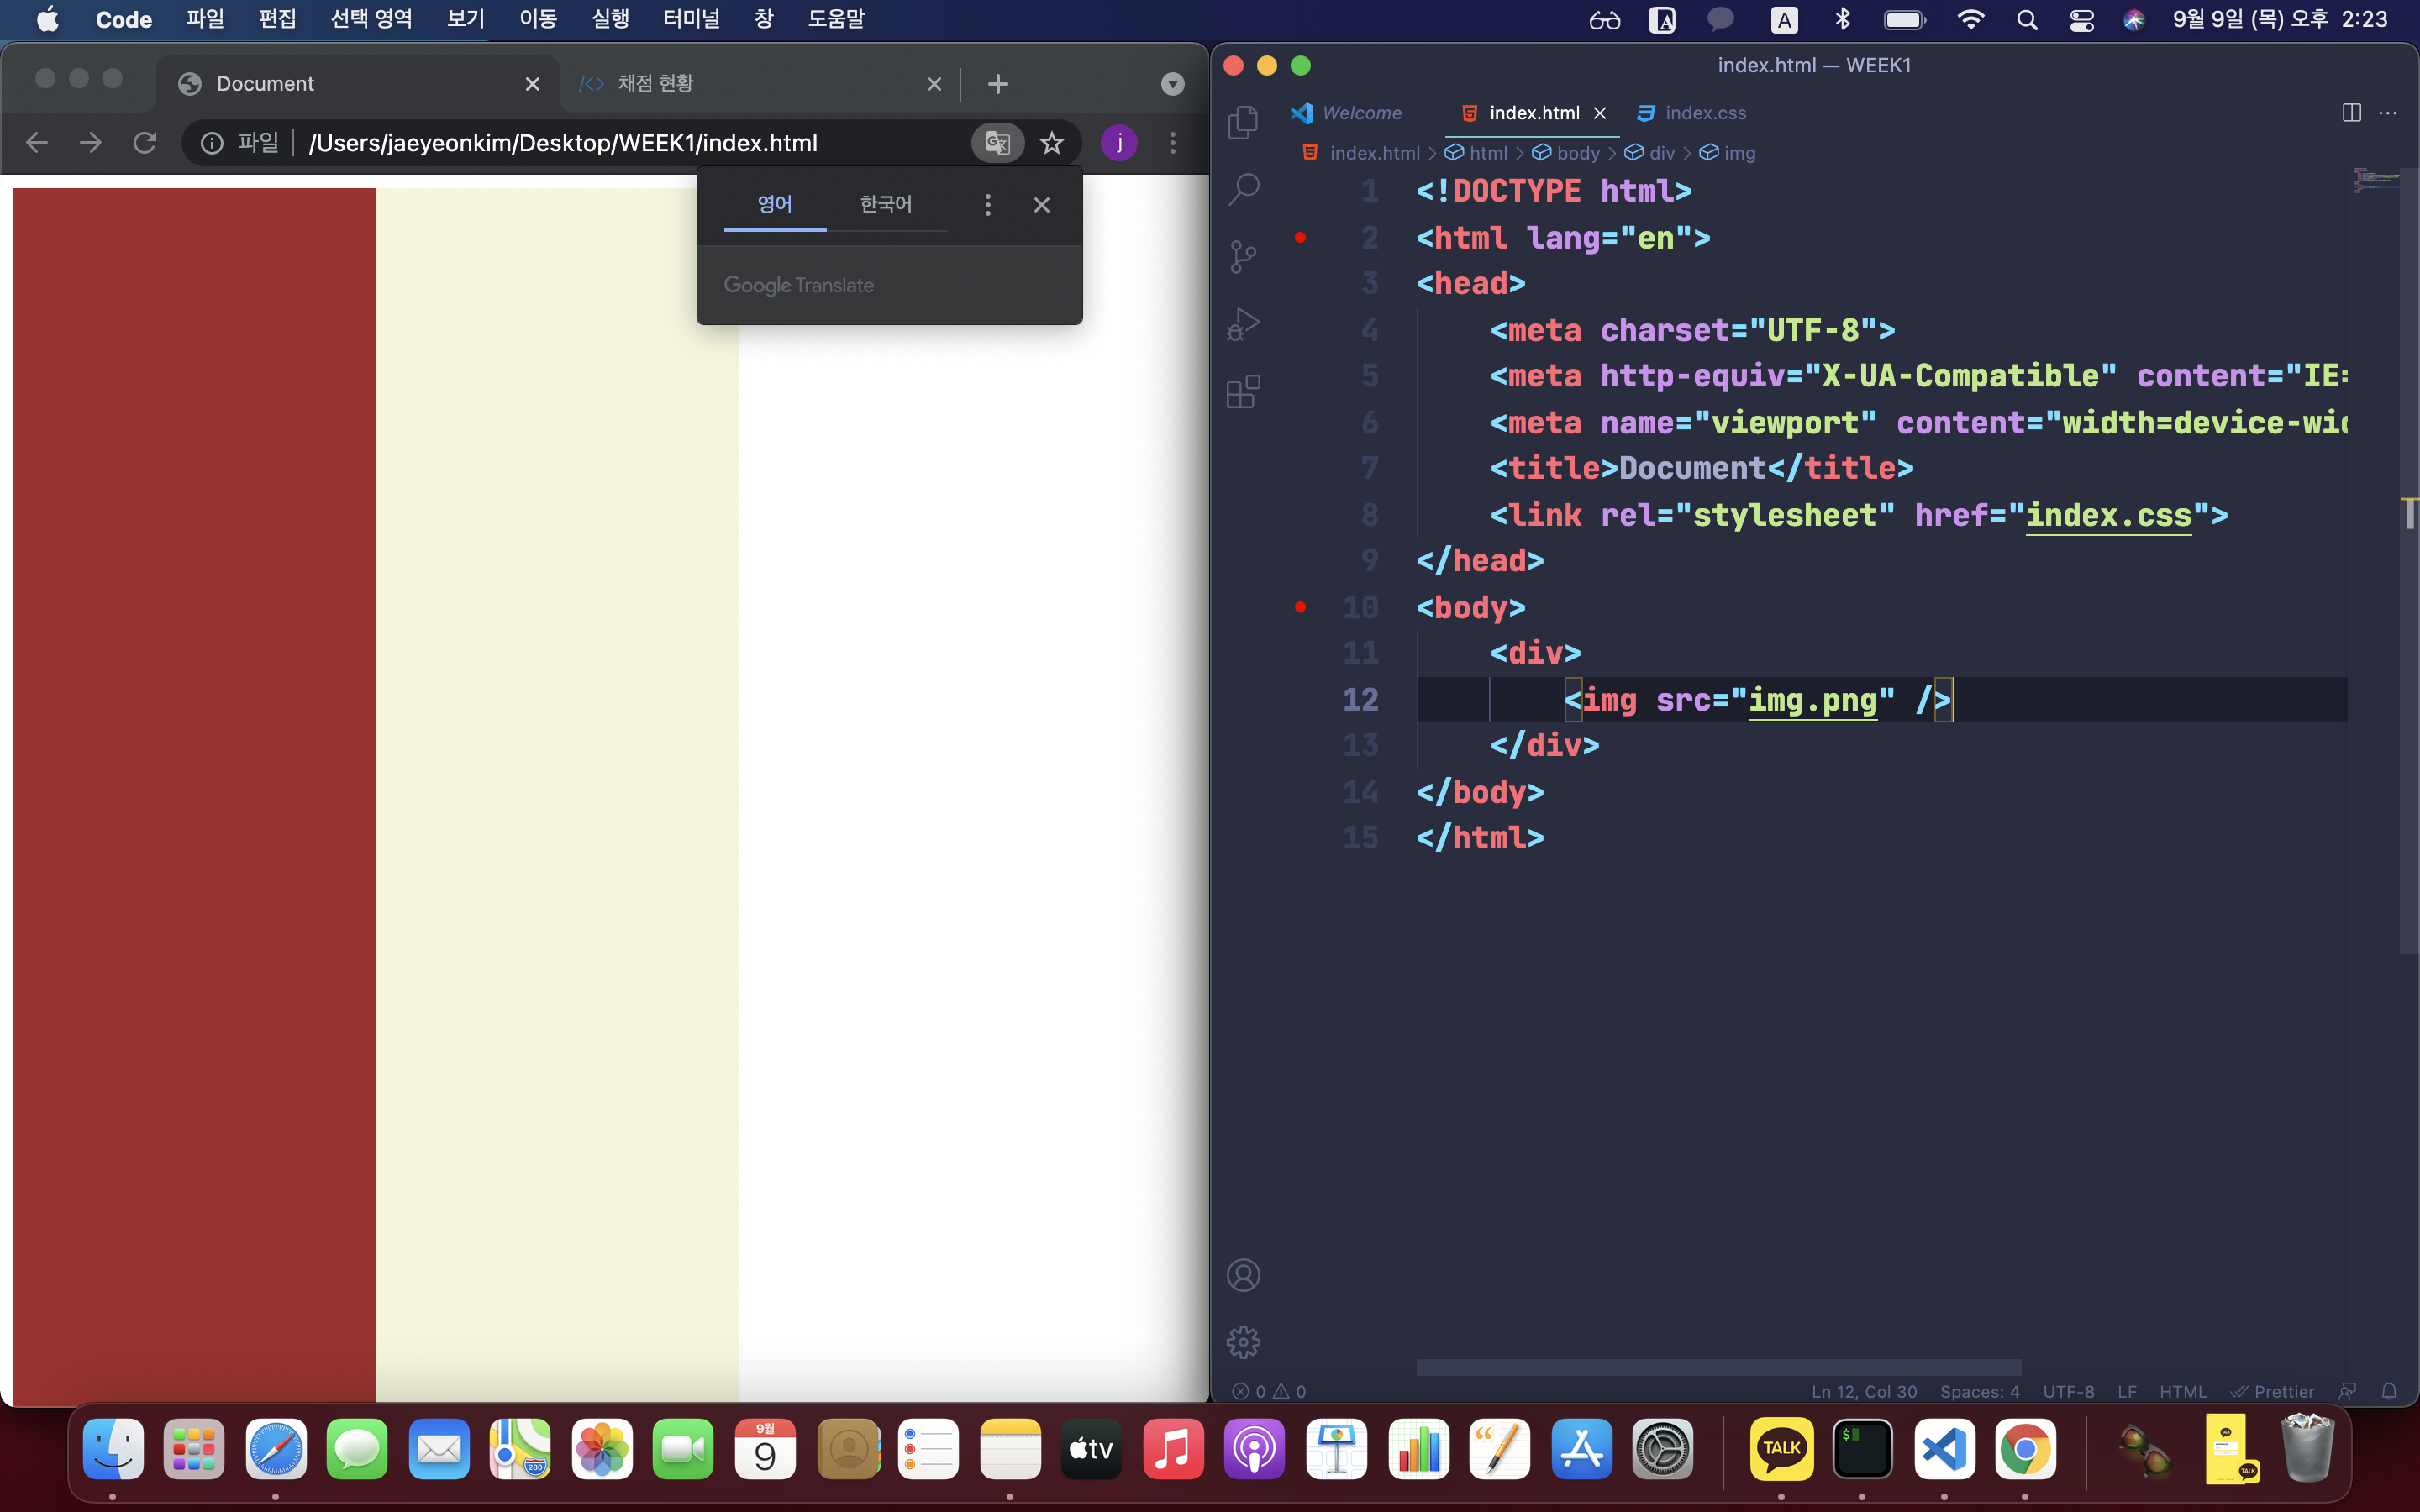 Code 파일 편집 선택 영역 보기 이동 실행 터미널 창 도움말 A A 9월 9일 (목) 오후 2:23
Document
채점 현황
파일 /Users/jaeyeonkim/Desktop/WEEK1/index.html j
영어 한국어
Google Translate
index.html — WEEK1
Welcome index.html index.css
index.html > html > body > div > img
1 <!DOCTYPE html>
2 <html lang="en">
3 <head>
4 <meta charset="UTF-8">
5 <meta http-equiv="X-UA-Compatible" content="IE=
6 <meta name="viewport" content="width=device-wid
7 <title>Document</title>
8 <link rel="stylesheet" href="index.css">
9 </head>
10 <body>
11 <div>
12 <img src="img.png" />
13 </div>
14 </body>
15 </html>
0 0 Ln 12, Col 30 Spaces: 4 UTF-8 LF HTML Prettier
280
9월
9
tv
TALK
$
TALK